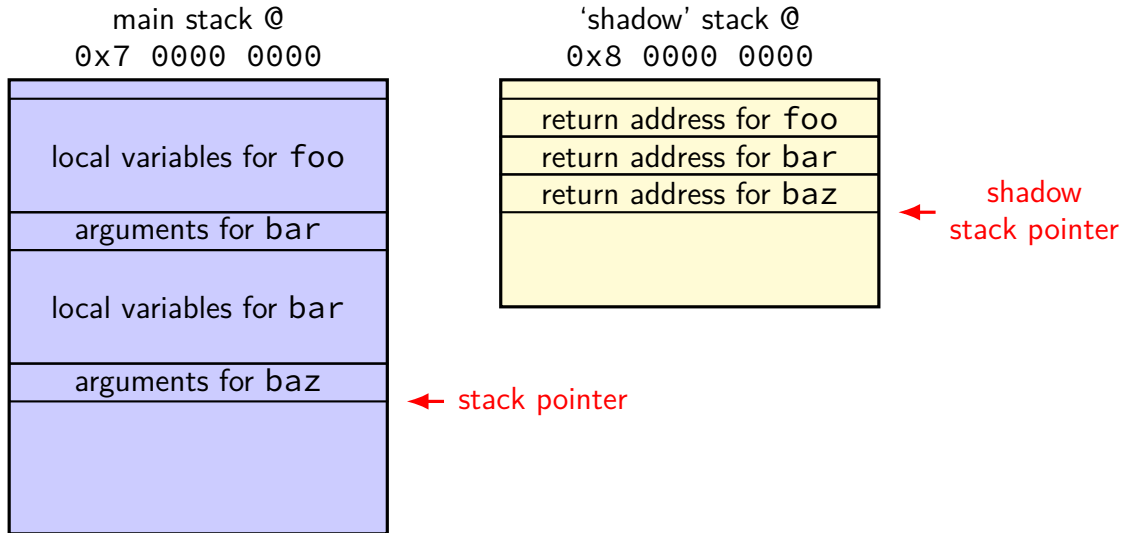 main stack @
0x7 0000 0000
local variables for foo
arguments for bar
local variables for bar
arguments for baz
stack pointer
‘shadow’ stack @
0x8 0000 0000
return address for foo
return address for bar
return address for baz
shadow
stack pointer